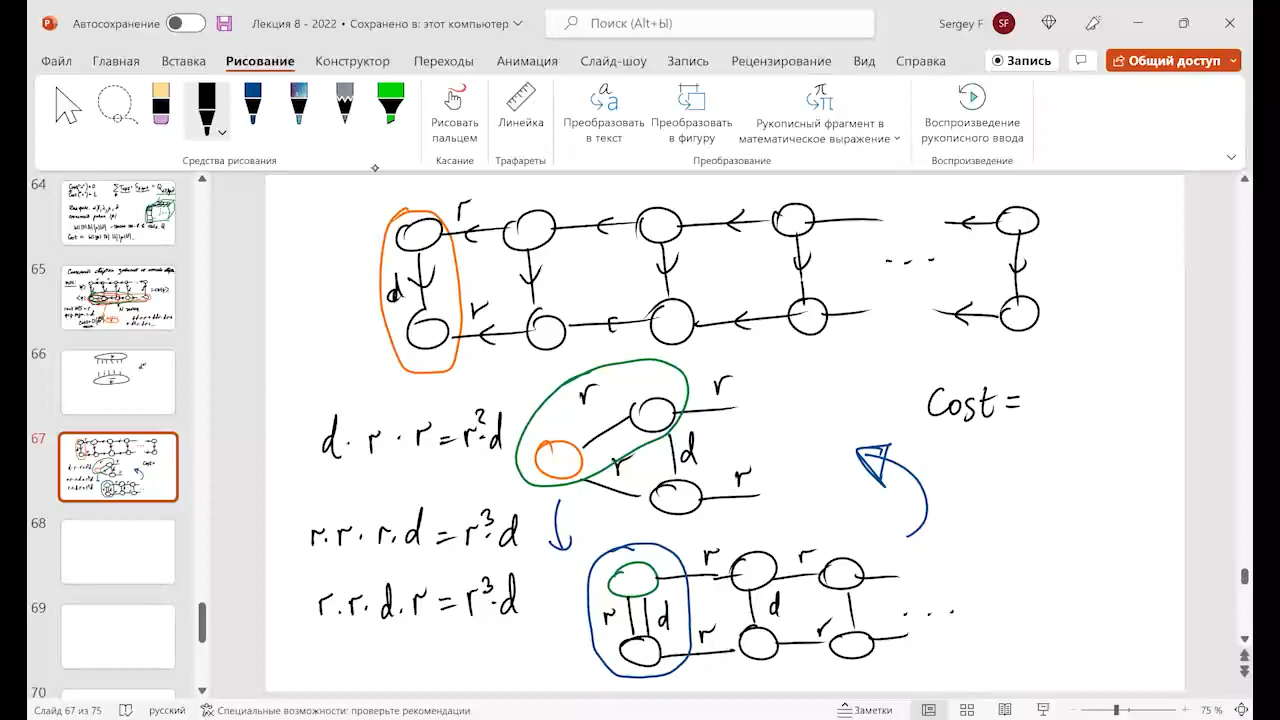 Автосохранение
Лекция 8 - 2022 • Сохранено в: этот компьютер
Поиск (Alt+Ы)
Sergey F
SF
Файл Главная Вставка Рисование Конструктор Переходы Анимация Слайд-шоу Запись Рецензирование Вид Справка
Запись
Общий доступ
Рисовать пальцем
Линейка
Преобразовать в текст
Преобразовать в фигуру
Рукописный фрагмент в математическое выражение
Воспроизведение рукописного ввода
Средства рисования
Касание
Трафареты
Преобразование
Воспроизведение
64
65
66
67
68
69
70
r
d
r
...
r r
Cost =
d · r · r = r²·d
r d
r
r · r · r · d = r³·d
r r
r · r · d · r = r³·d
r d d
r r
...
Слайд 67 из 75
русский
Специальные возможности: проверьте рекомендации
Заметки
75 %